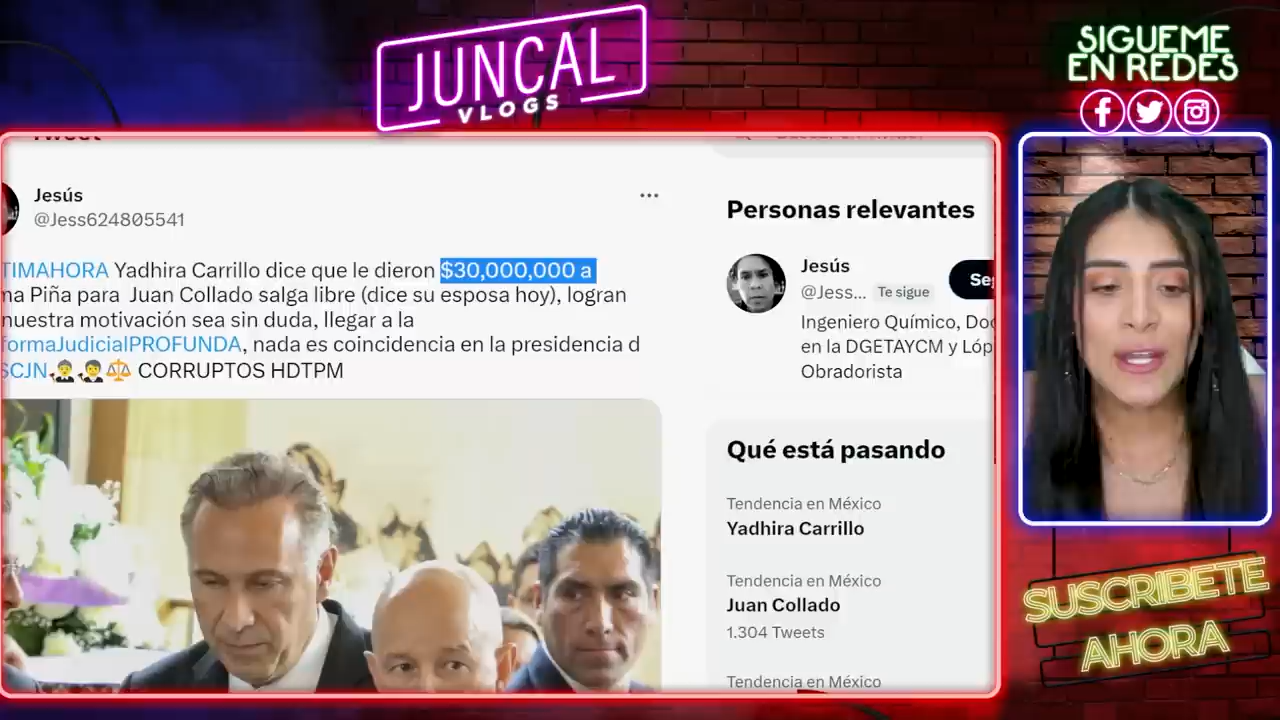 JUNCAL
VLOGS
SIGUEME
EN REDES
Tweet
Jesús
@Jess624805541
TIMAHORA Yadhira Carrillo dice que le dieron $30,000,000 a
na Piña para Juan Collado salga libre (dice su esposa hoy), logran
nuestra motivación sea sin duda, llegar a la
formaJudicialPROFUNDA, nada es coincidencia en la presidencia d
SCJN CORRUPTOS HDTPM
Personas relevantes
Jesús
@Jess... Te sigue
Ingeniero Químico, Do
en la DGETAYCM y Lóp
Obradorista
Qué está pasando
Tendencia en México
Yadhira Carrillo
Tendencia en México
Juan Collado
1.304 Tweets
Tendencia en México
SUSCRIBETE
AHORA